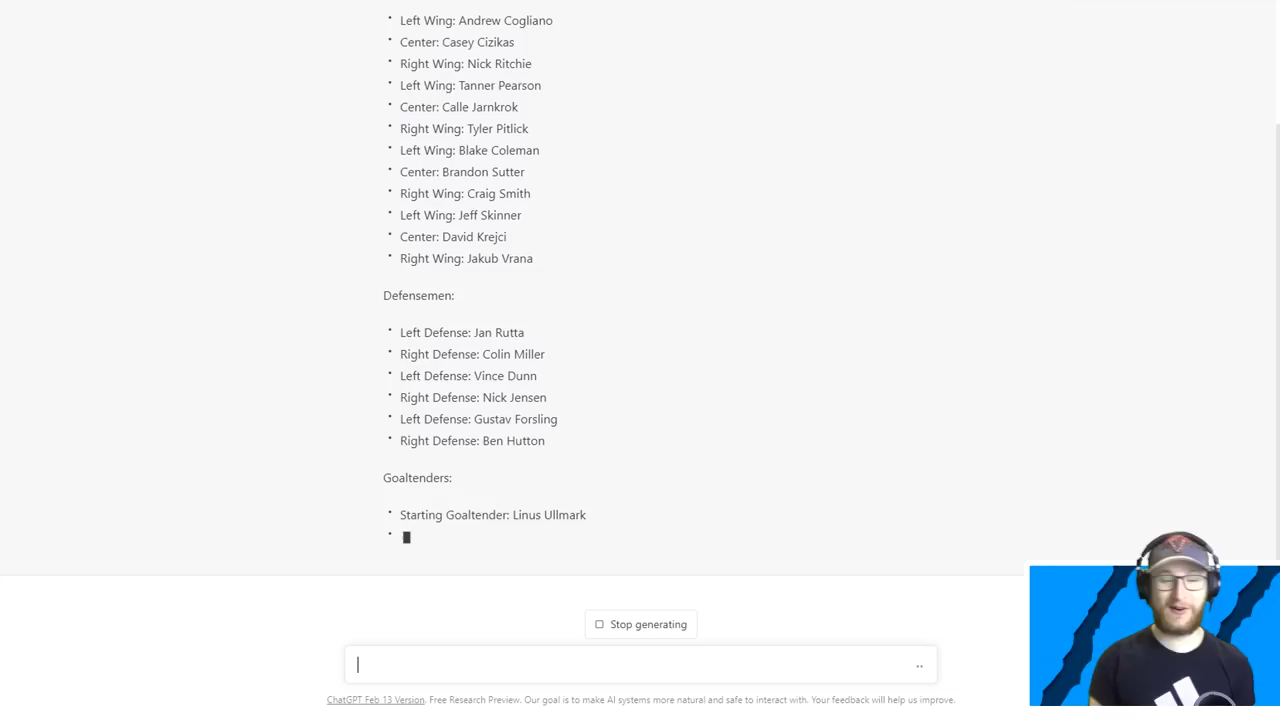 Left Wing: Andrew Cogliano
Center: Casey Cizikas
Right Wing: Nick Ritchie
Left Wing: Tanner Pearson
Center: Calle Jarnkrok
Right Wing: Tyler Pitlick
Left Wing: Blake Coleman
Center: Brandon Sutter
Right Wing: Craig Smith
Left Wing: Jeff Skinner
Center: David Krejci
Right Wing: Jakub Vrana
Defensemen:
Left Defense: Jan Rutta
Right Defense: Colin Miller
Left Defense: Vince Dunn
Right Defense: Nick Jensen
Left Defense: Gustav Forsling
Right Defense: Ben Hutton
Goaltenders:
Starting Goaltender: Linus Ullmark
Stop generating
ChatGPT Feb 13 Version. Free Research Preview. Our goal is to make AI systems more natural and safe to interact with. Your feedback will help us improve.